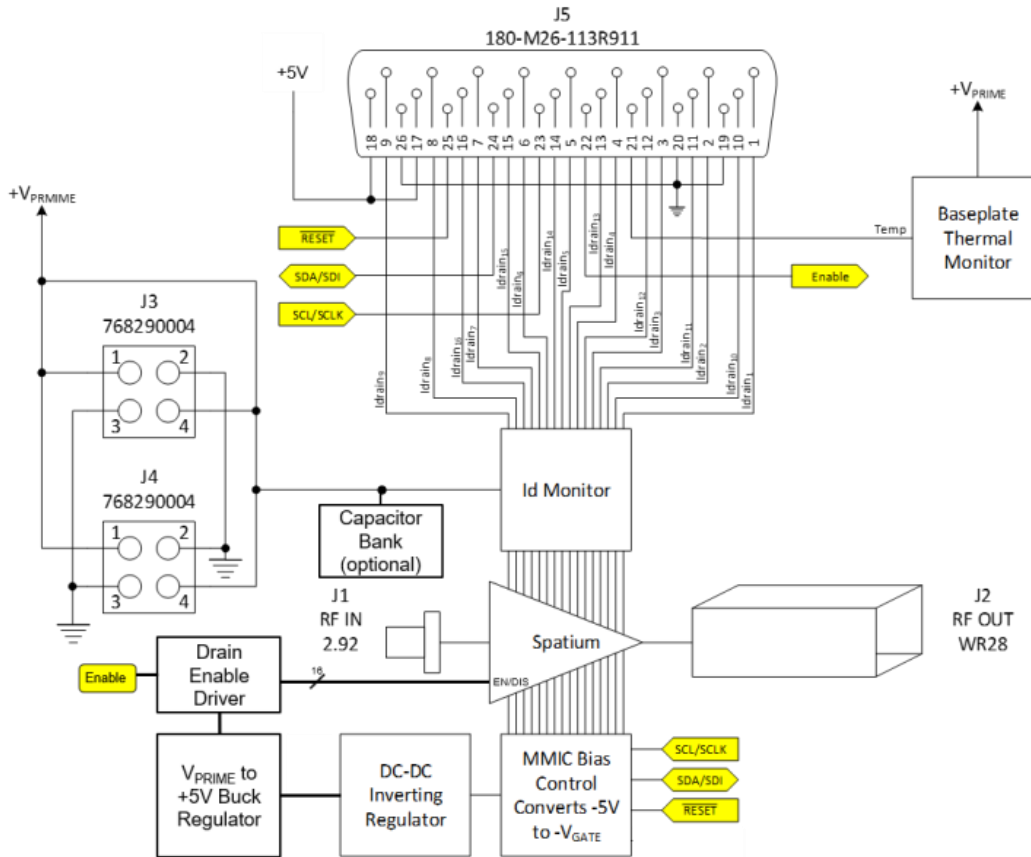 J5
180-M26-113R911
+5V
18
9
26
17
8
25
16
7
24
15
6
23
14
5
22
13
4
21
12
3
20
11
2
19
10
1
+VPRIME
Baseplate
Thermal
Monitor
Temp
+VPRMIME
RESET
SDA/SDI
SCL/SCLK
Enable
Idrain9
Idrain8
Idrain16
Idrain7
Idrain15
Idrain6
Idrain14
Idrain5
Idrain13
Idrain4
Idrain12
Idrain3
Idrain11
Idrain2
Idrain10
Idrain1
J3
768290004
1
2
3
4
J4
768290004
1
2
3
4
Id Monitor
Capacitor
Bank
(optional)
J1
RF IN
2.92
Spatium
EN/DIS
J2
RF OUT
WR28
Enable
Drain
Enable
Driver
16
VPRIME to
+5V Buck
Regulator
DC-DC
Inverting
Regulator
MMIC Bias
Control
Converts -5V
to -VGATE
SCL/SCLK
SDA/SDI
RESET